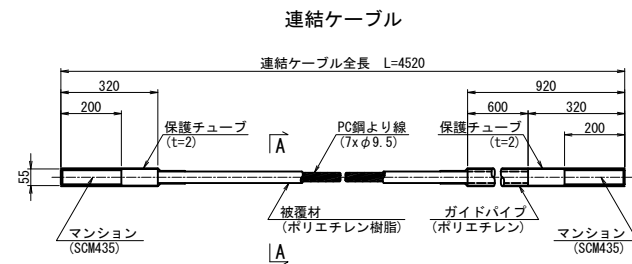 連結ケーブル
連結ケーブル全長 L=4520
320
920
200
600
320
200
保護チューブ
(t=2)
A
PC鋼より線
(7xφ9.5)
保護チューブ
(t=2)
55
マンション
(SCM435)
被覆材
(ポリエチレン樹脂)
ガイドパイプ
(ポリエチレン)
マンション
(SCM435)
A